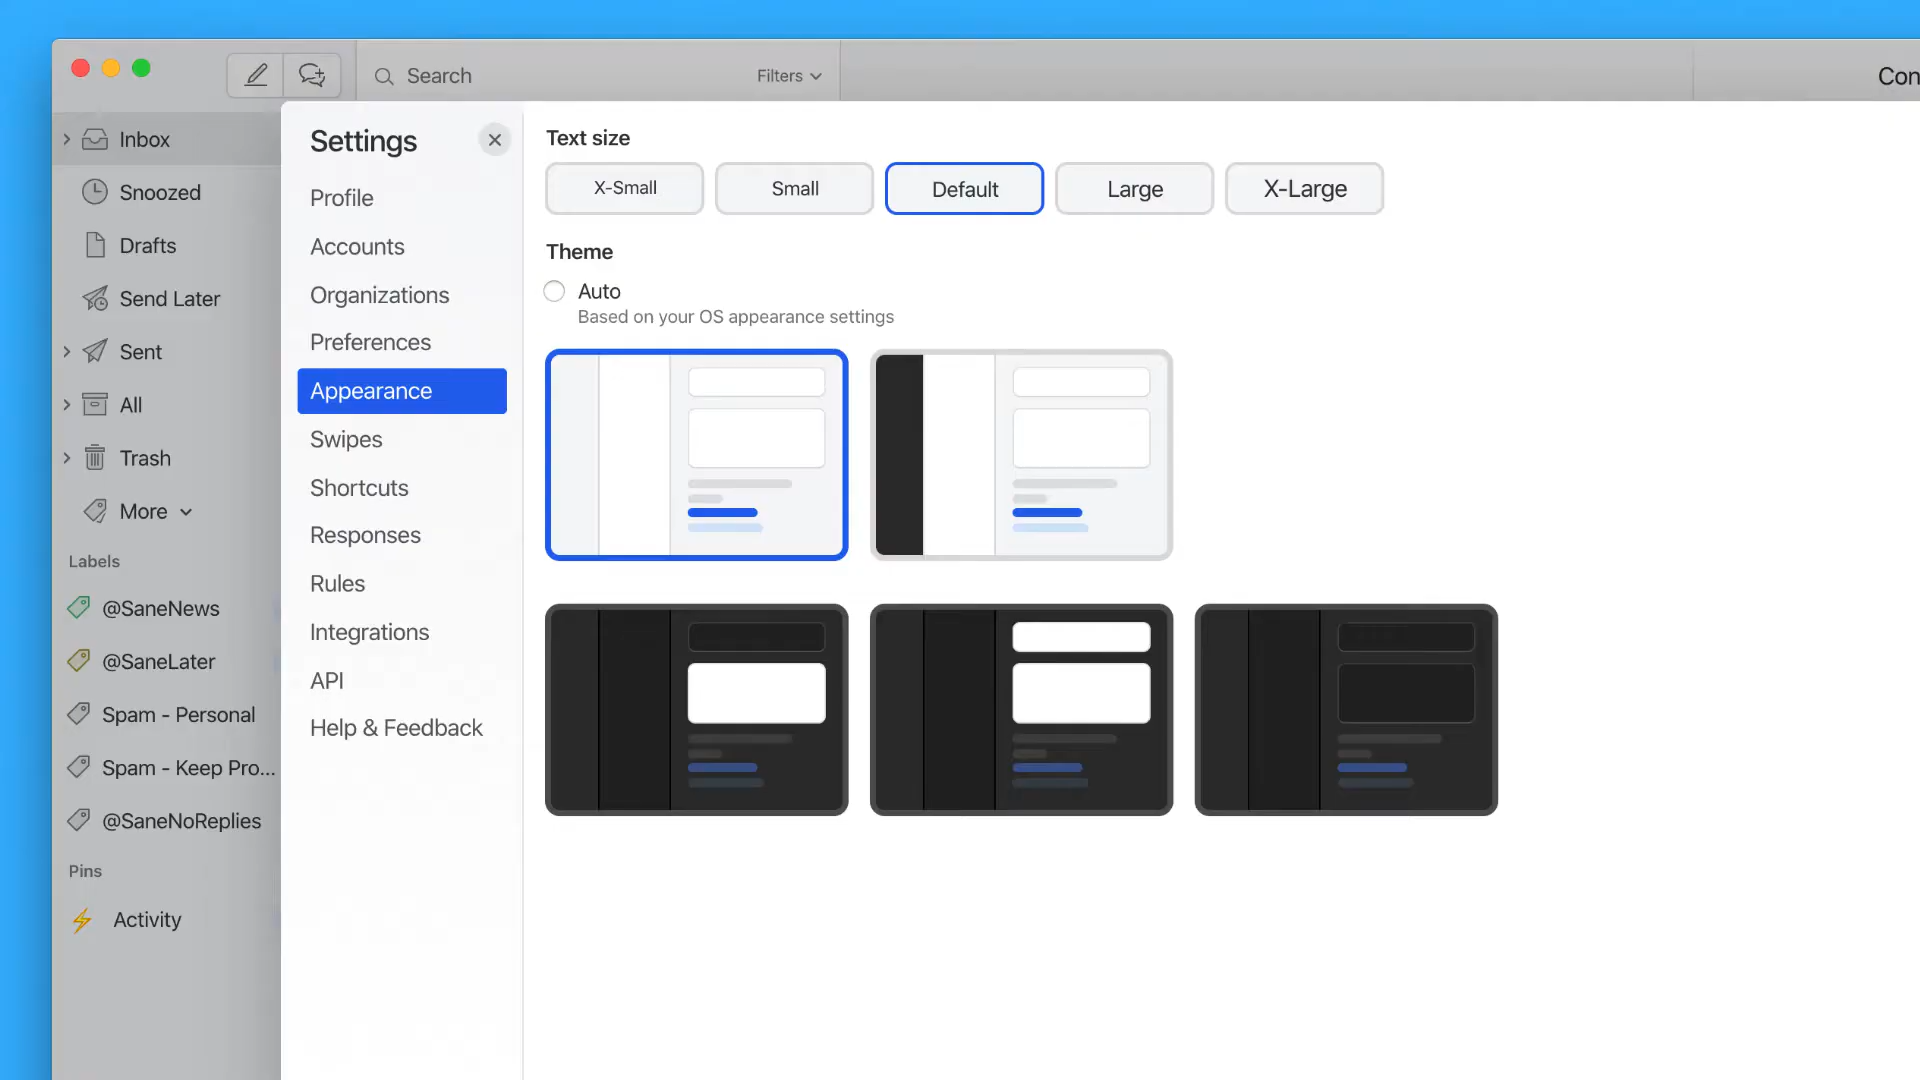 Search
Filters
Con
Inbox
Snoozed
Drafts
Send Later
Sent
All
Trash
More
Labels
@SaneNews
@SaneLater
Spam - Personal
Spam - Keep Pro...
@SaneNoReplies
Pins
Activity
Settings
Profile
Accounts
Organizations
Preferences
Appearance
Swipes
Shortcuts
Responses
Rules
Integrations
API
Help & Feedback
Text size
X-Small
Small
Default
Large
X-Large
Theme
Auto
Based on your OS appearance settings